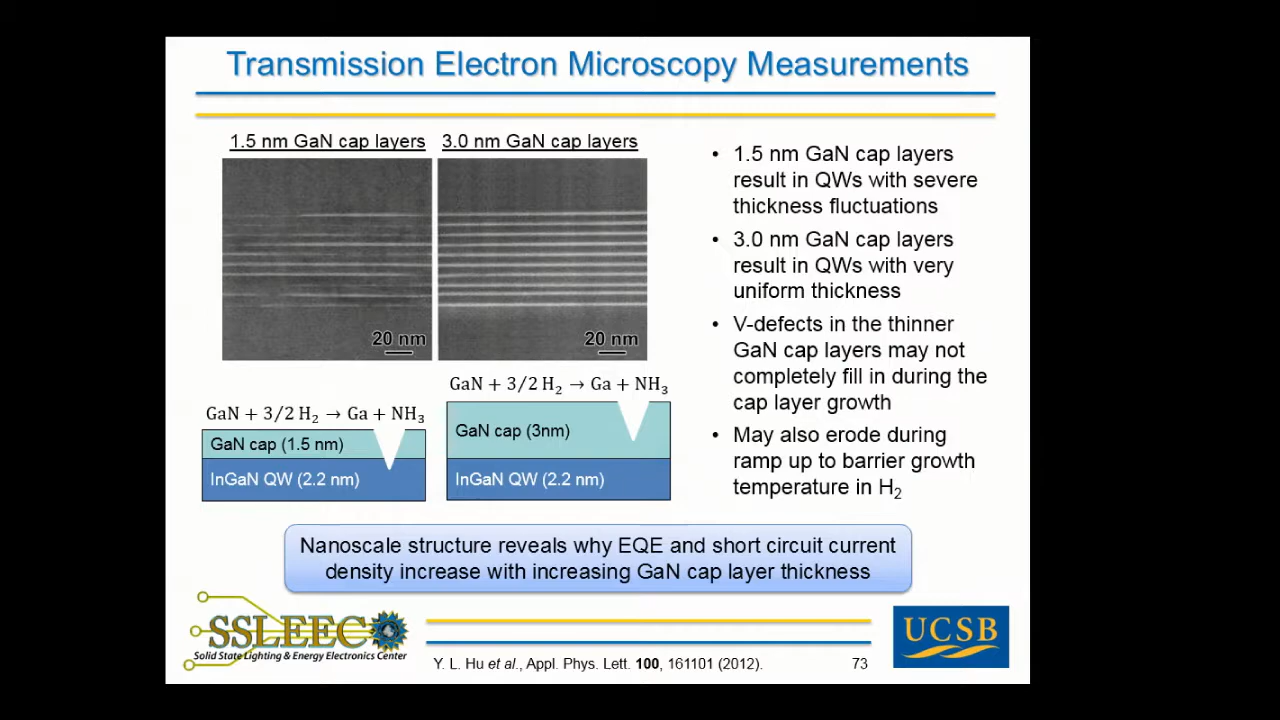 Transmission Electron Microscopy Measurements
1.5 nm GaN cap layers
3.0 nm GaN cap layers
20 nm
20 nm
GaN + 3/2 H₂ → Ga + NH₃
GaN cap (1.5 nm)
InGaN QW (2.2 nm)
GaN + 3/2 H₂ → Ga + NH₃
GaN cap (3nm)
InGaN QW (2.2 nm)
• 1.5 nm GaN cap layers
result in QWs with severe
thickness fluctuations
• 3.0 nm GaN cap layers
result in QWs with very
uniform thickness
• V-defects in the thinner
GaN cap layers may not
completely fill in during the
cap layer growth
• May also erode during
ramp up to barrier growth
temperature in H₂
Nanoscale structure reveals why EQE and short circuit current
density increase with increasing GaN cap layer thickness
SSLEEC
Solid State Lighting & Energy Electronics Center
Y. L. Hu et al., Appl. Phys. Lett. 100, 161101 (2012).
73
UCSB